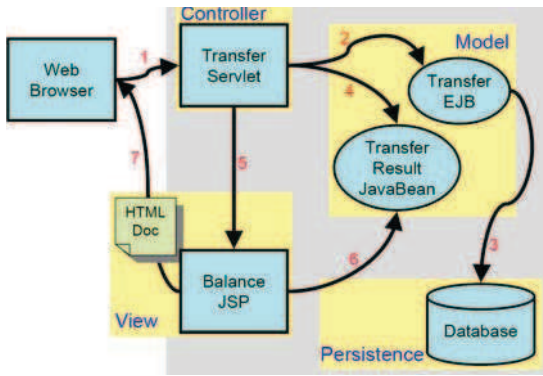 Controller
Web
Browser
1
Transfer
Servlet
2
Model
Transfer
EJB
4
Transfer
Result
JavaBean
7
5
HTML
Doc
3
6
Balance
JSP
View
Database
Persistence